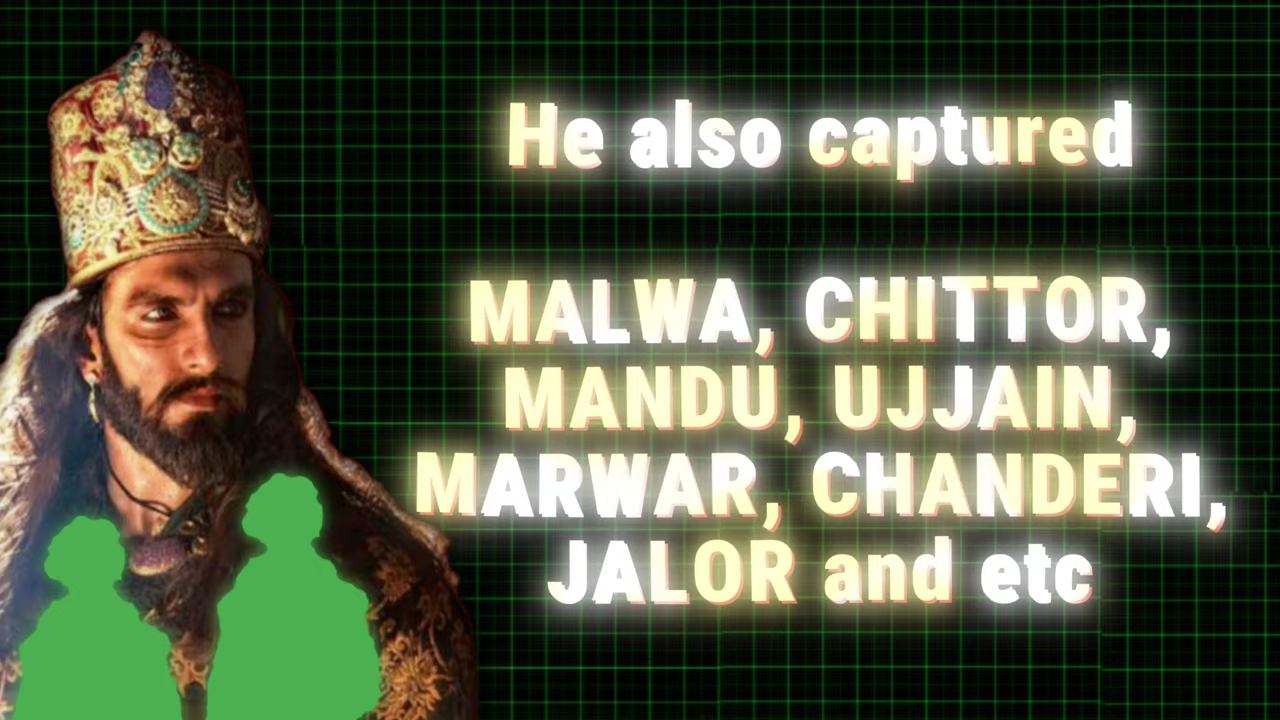 He also captured
MALWA, CHITTOR,
MANDU, UJJAIN,
MARWAR, CHANDERI,
JALOR and etc